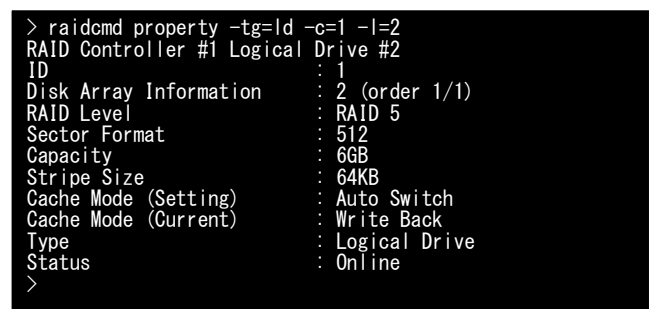 > raidcmd property -tg=ld -c=1 -l=2
RAID Controller #1 Logical Drive #2
ID : 1
Disk Array Information : 2 (order 1/1)
RAID Level : RAID 5
Sector Format : 512
Capacity : 6GB
Stripe Size : 64KB
Cache Mode (Setting) : Auto Switch
Cache Mode (Current) : Write Back
Type : Logical Drive
Status : Online
>